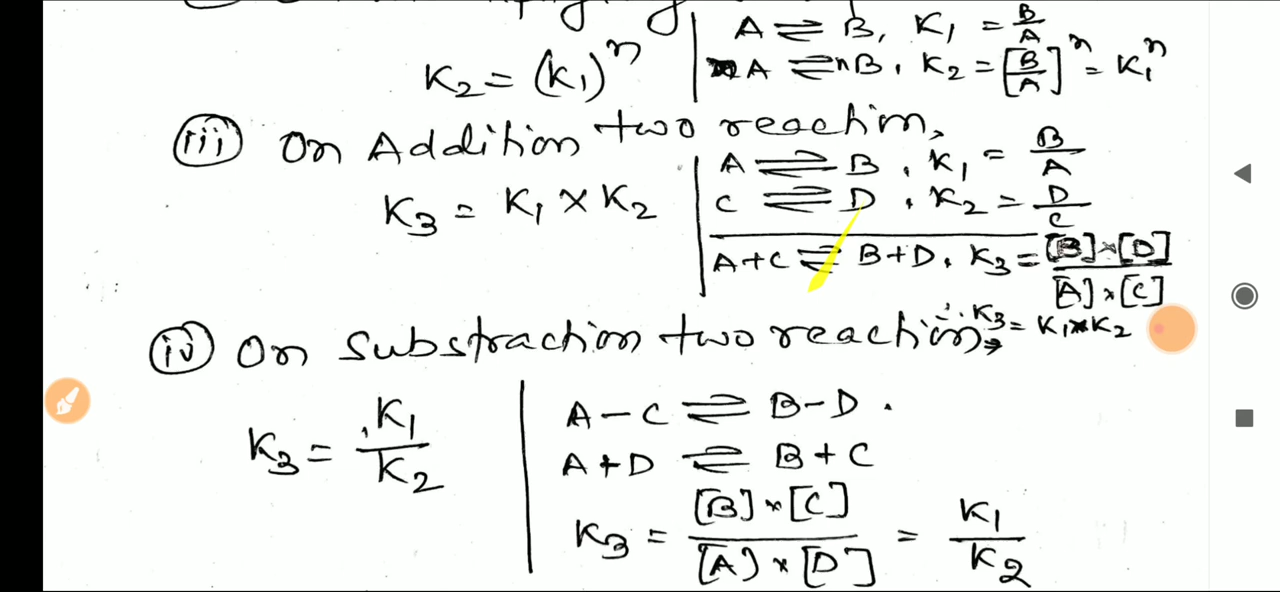 A ⇌ B, K₁ = B/A
K₂ = (K₁)ⁿ
nA ⇌ nB, K₂ = [B/A]ⁿ = K₁ⁿ
(iii) On Addition two reaction,
A ⇌ B, K₁ = B/A
K₃ = K₁ × K₂
C ⇌ D, K₂ = D/C
A+C ⇌ B+D, K₃ = [B]×[D]/[A]×[C]
∴ K₃ = K₁×K₂
(iv) On Substraction two reaction,
K₃ = K₁/K₂
A-C ⇌ B-D.
A+D ⇌ B+C
K₃ = [B]×[C]/[A]×[D] = K₁/K₂